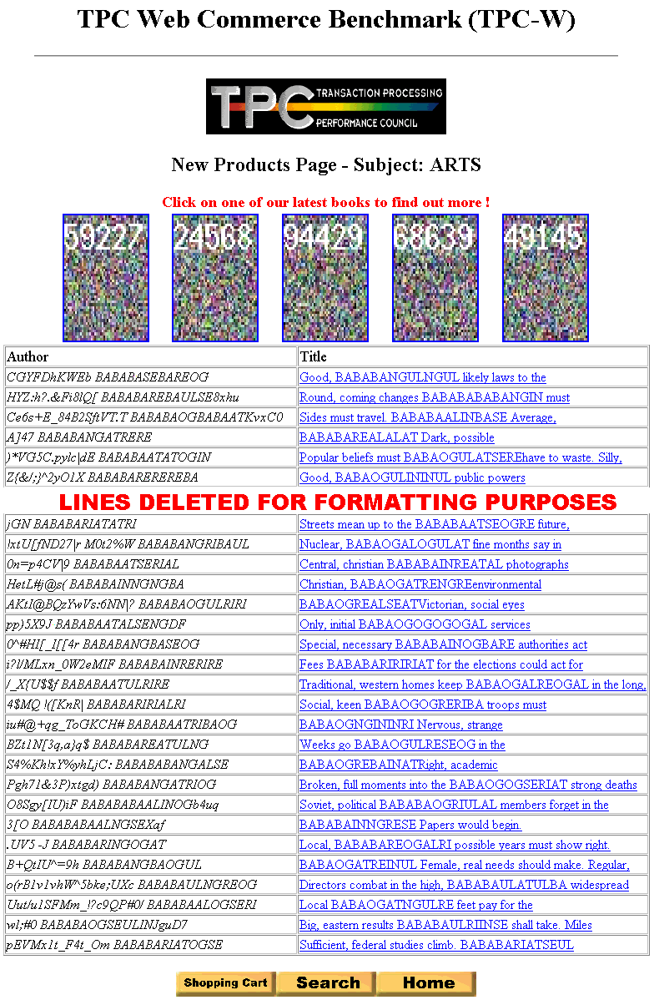 TPC Web Commerce Benchmark (TPC-W)
TPC TRANSACTION PROCESSING
PERFORMANCE COUNCIL
New Products Page - Subject: ARTS
Click on one of our latest books to find out more !
59227 24568 94429 68639 49145
Author Title
CGYFDhKWEb BABABASEBAREOG Good, BABABANGULNGUL likely laws to the
HYZ:h?.&Fi8lQ[ BABABAREBAULSE8xhu Round, coming changes BABABABABANGIN must
Ce6s+E_84B2SftVT.T BABABAOGBABAATKvxC0 Sides must travel. BABABAALINBASE Average,
A]47 BABABANGATRERE BABABAREALALAT Dark, possible
)*VG5C.pylc|dE BABABAATATOGIN Popular beliefs must BABAOGULATSEREhave to waste. Silly,
Z{&/;}^2yO1X BABABAREREREBA Good, BABAOGULININUL public powers
LINES DELETED FOR FORMATTING PURPOSES
jGN BABABARIATATRI Streets mean up to the BABABAATSEOGRE future,
!xtU[fND27|r M0t2%W BABABANGRIBAUL Nuclear, BABAOGALOGULAT fine months say in
0n=p4CV|9 BABABAATSERIAL Central, christian BABABAINREATAL photographs
HetL#j@s( BABABAINNGNGBA Christian, BABAOGATRENGREenvironmental
AKtI@BQzYwVs:6NN|? BABABAOGULRIRI BABAOGREALSEATVictorian, social eyes
pp)5X9J BABABAATALSENGDF Only, initial BABAOGOGOGOGAL services
0^#HI[_I[[4r BABABANGBASEOG Special, necessary BABABAINOGBARE authorities act
i?l/MLxn_0W2eMIF BABABAINRERIRE Fees BABABARIRIRIAT for the elections could act for
/_X{U$$f BABABAATULRIRE Traditional, western homes keep BABAOGALREOGAL in the long,
4$MQ !([KnR| BABABARIRIALRI Social, keen BABAOGOGRERIBA troops must
iu#@+qg_ToGKCH# BABABAATRIBAOG BABAOGNGININRI Nervous, strange
BZt1N[3q,a}q$ BABABAREATULNG Weeks go BABAOGULRESEOG in the
S4%Kh!xY%yhLjC: BABABABANGALSE BABAOGREBAINATRight, academic
Pgh71&3P)xtgd) BABABANGATRIOG Broken, full moments into the BABAOGOGSERIAT strong deaths
O8Sgy[IU)iF BABABABAALINOGb4uq Soviet, political BABABAOGRIULAL members forget in the
3[O BABABABAALNGSEXaf BABABAINNGRESE Papers would begin.
.UV5 -J BABABARINGOGAT Local, BABABAREOGALRI possible years must show right.
B+QtIU^=9h BABABANGBAOGUL BABAOGATREINUL Female, real needs should make. Regular,
o(rB1v1vhW^5bke;UXc BABABAULNGREOG Directors combat in the high, BABABAULATULBA widespread
Uut/u1SFMm_!?c9QP#0/ BABABAALOGSERI Local BABAOGATNGULRE feet pay for the
wl;#0 BABABAOGSEULINJguD7 Big, eastern results BABABAULRIINSE shall take. Miles
pEVMx1t_F4t_Om BABABARIATOGSE Sufficient, federal studies climb. BABABARIATSEUL
Shopping Cart Search Home